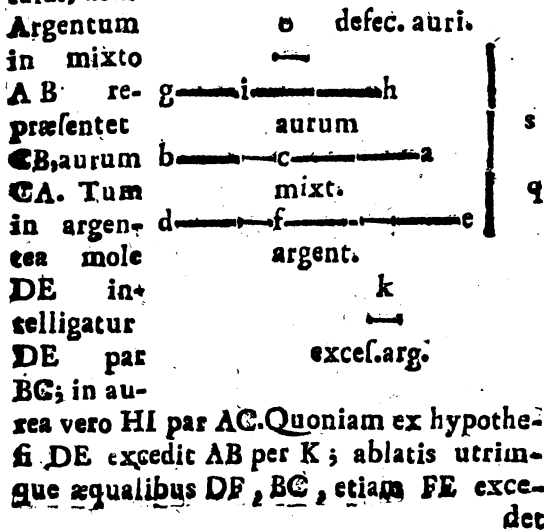 Argentum
in mixto
AB re-
præſentet
CB, aurum
CA. Tum
in argen-
tea mole
DE in-
telligatur
DE par
BC; in au-
rea vero HI par AC. Quoniam ex hypothe-
ſi DE excedit AB per K; ablatis utrim-
que æqualibus DF, BC, etiam FE exce-
det
o defec. auri.
g i h
aurum
b c a
mixt.
d f e
argent.
k
exceſ. arg.
s
q